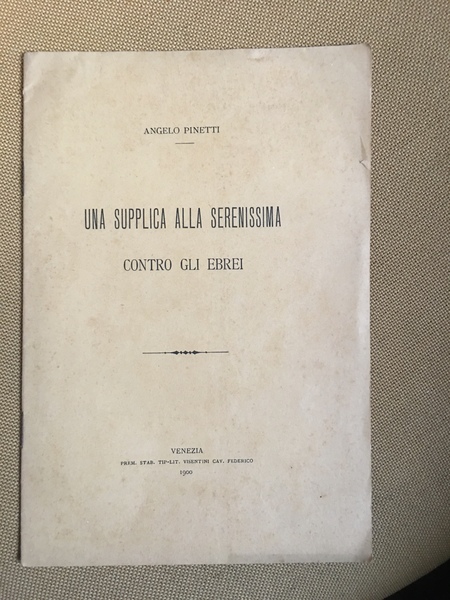 ANGELO PINETTI
UNA SUPPLICA ALLA SERENISSIMA
CONTRO GLI EBREI
VENEZIA
PREM. STAB. TIP-LIT. VISENTINI CAV. FEDERICO
1900